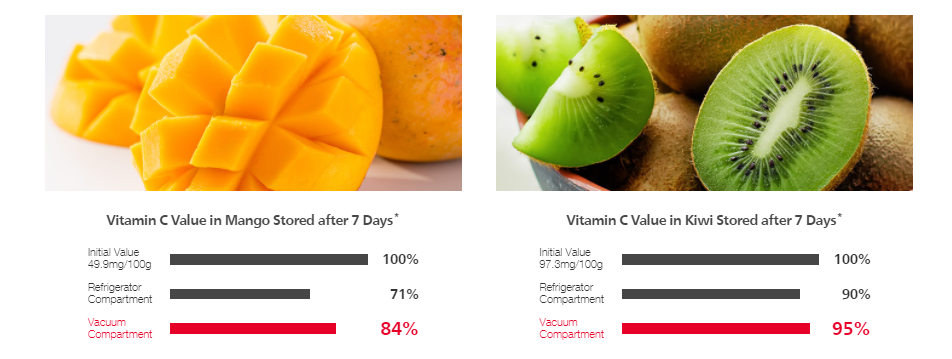 Vitamin C Value in Mango Stored after 7 Days*
Initial Value
49.9mg/100g
100%
Refrigerator
Compartment
71%
Vacuum
Compartment
84%
Vitamin C Value in Kiwi Stored after 7 Days*
Initial Value
97.3mg/100g
100%
Refrigerator
Compartment
90%
Vacuum
Compartment
95%